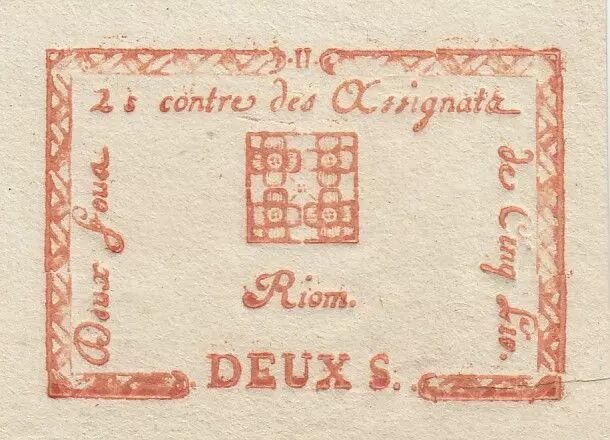 ·II·
2 s contre des Assignats
de Cinq Liv.
Deux Sous
Riom.
. DEUX S. .